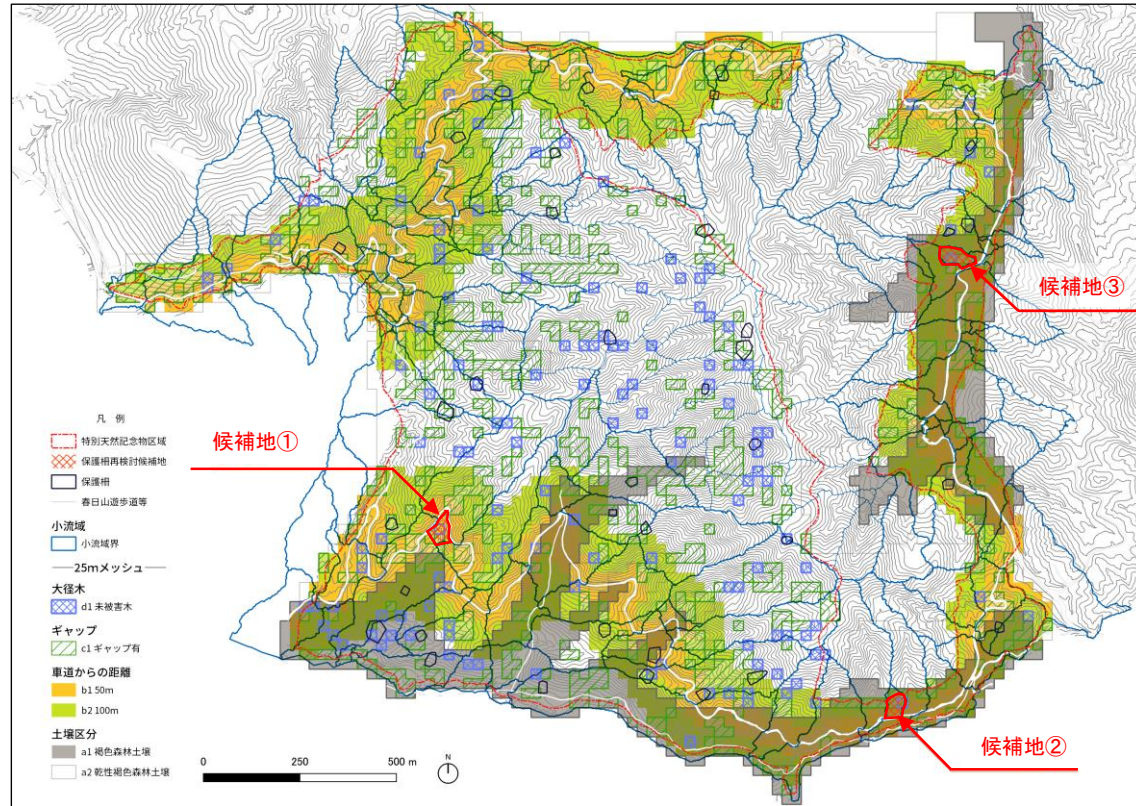 候補地③
候補地①
候補地②
凡 例
特別天然記念物区域
保護柵再検討候補地
保護柵
春日山遊歩道等
小流域
小流域界
25mメッシュ
大径木
d1 未被害木
ギャップ
c1 ギャップ有
車道からの距離
b1 50m
b2 100m
土壌区分
a1 褐色森林土壌
a2 乾性褐色森林土壌
0 250 500 m
N